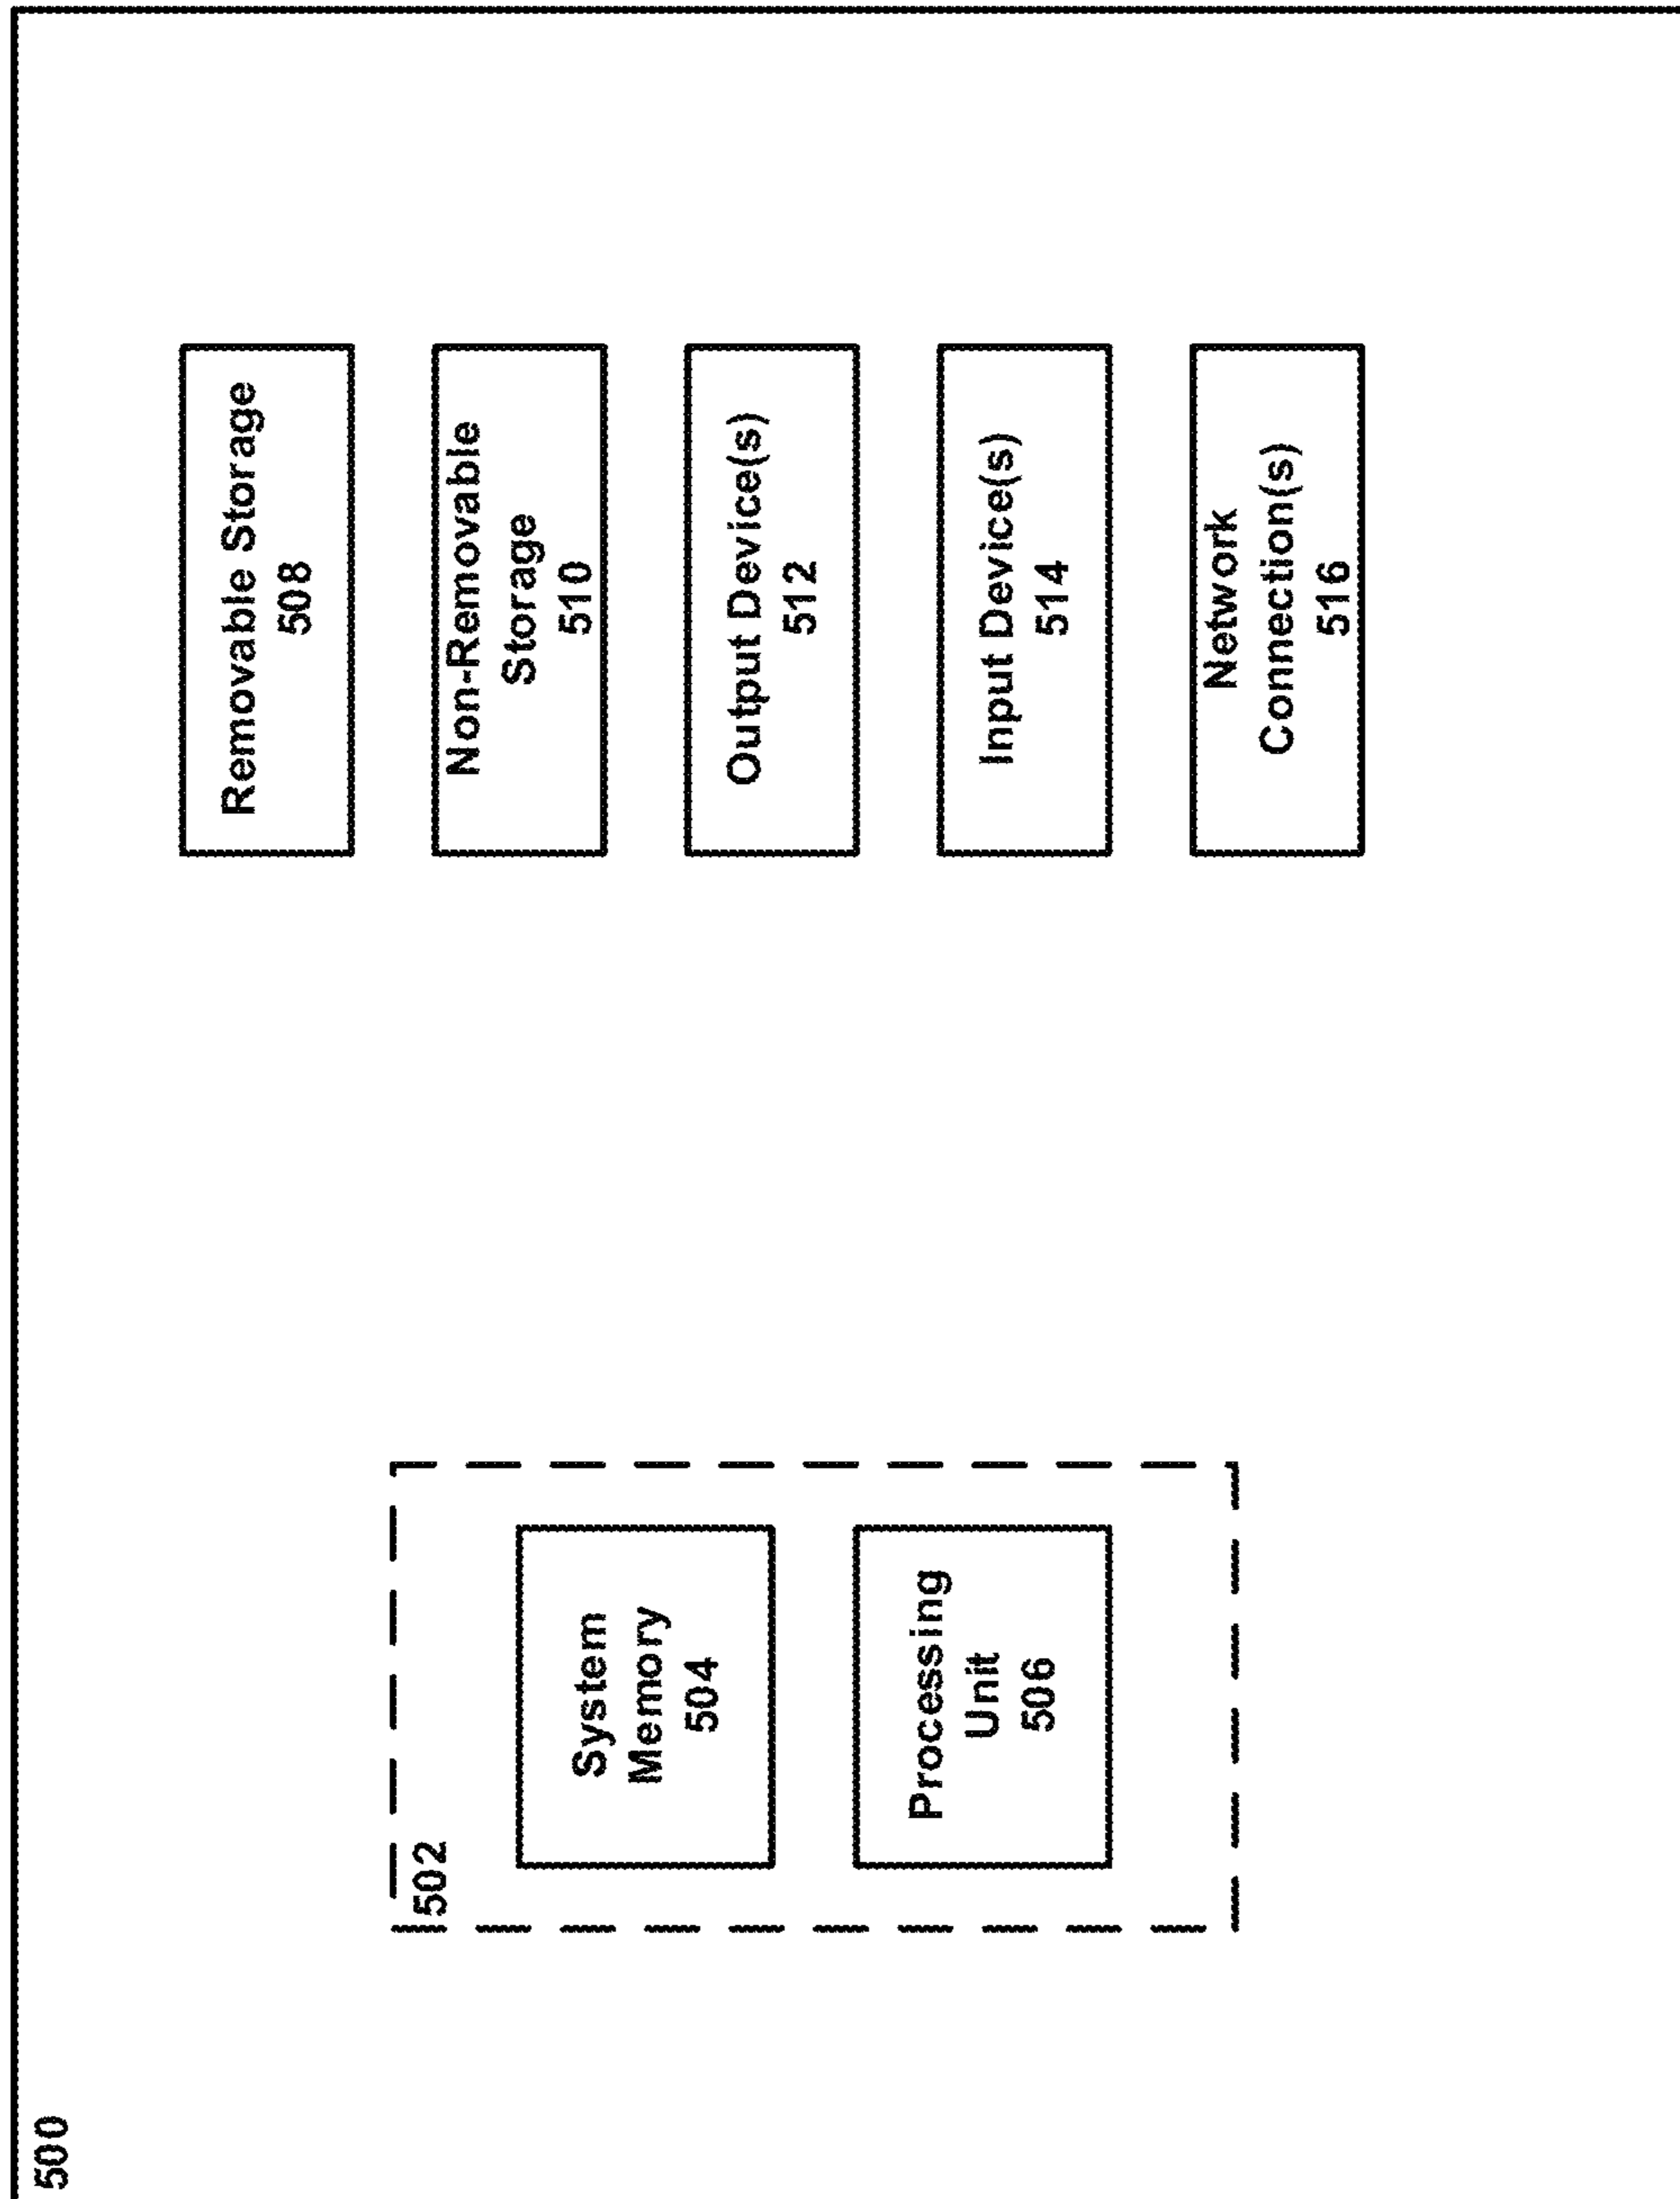 500
502
System
Memory
504
Processing
Unit
506
Removable Storage
508
Non-Removable
Storage
510
Output Device(s)
512
Input Device(s)
514
Network
Connection(s)
516